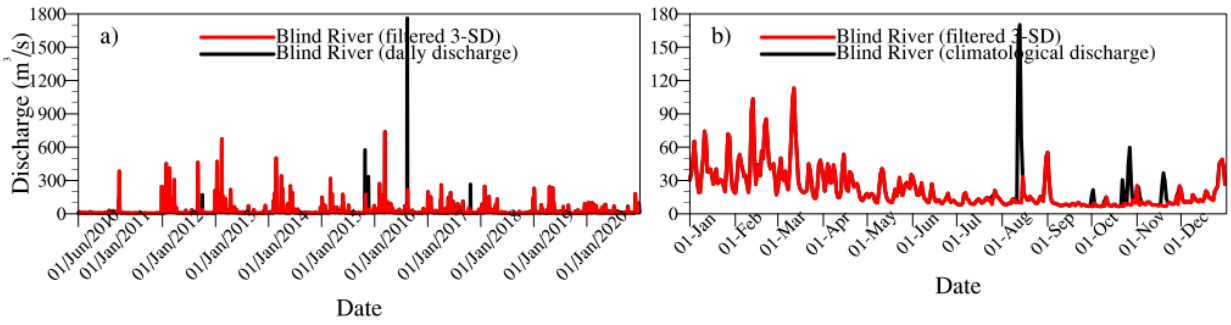 a)
Blind River (filtered 3-SD)
Blind River (daily discharge)
Discharge (m³/s)
1800
1500
1200
900
600
300
0
01/Jun/2010
01/Jan/2011
01/Jan/2012
01/Jan/2013
01/Jan/2014
01/Jan/2015
01/Jan/2016
01/Jan/2017
01/Jan/2018
01/Jan/2019
01/Jan/2020
Date
b)
Blind River (filtered 3-SD)
Blind River (climatological discharge)
180
150
120
90
60
30
0
01-Jan
01-Feb
01-Mar
01-Apr
01-May
01-Jun
01-Jul
01-Aug
01-Sep
01-Oct
01-Nov
01-Dec
Date